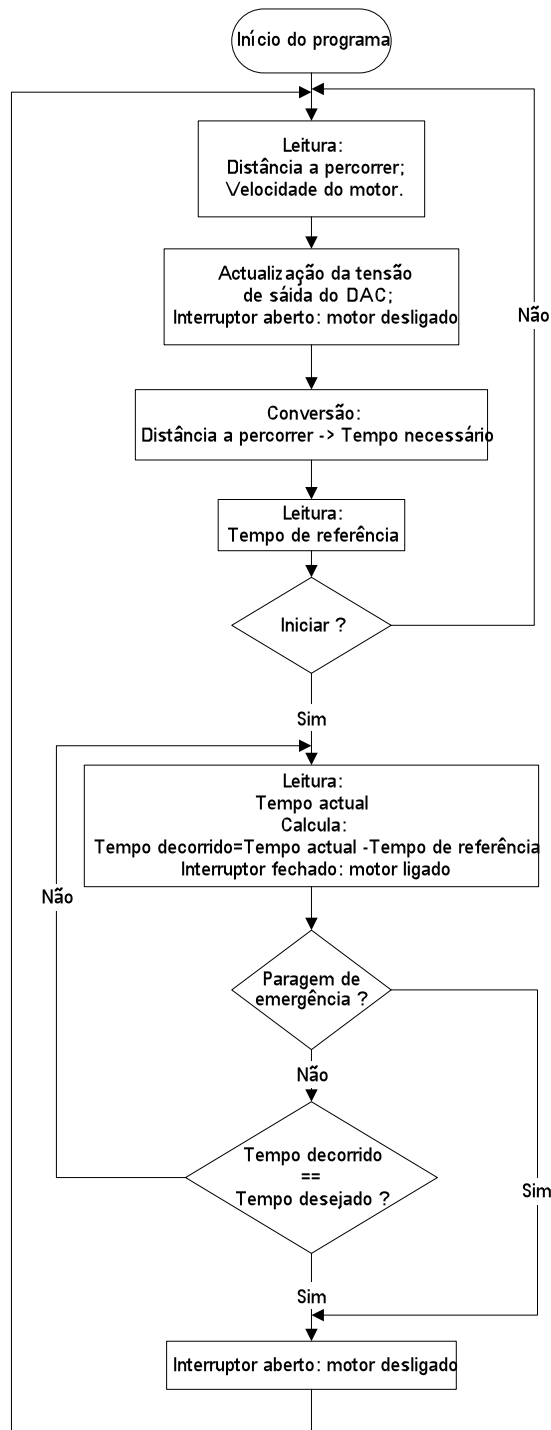 Início do programa
Leitura:
Distância a percorrer;
Velocidade do motor.
Actualização da tensão
de sáida do DAC;
Interruptor aberto: motor desligado
Não
Conversão:
Distância a percorrer -> Tempo necessário
Leitura:
Tempo de referência
Iniciar ?
Sim
Leitura:
Tempo actual
Calcula:
Tempo decorrido=Tempo actual -Tempo de referência
Interruptor fechado: motor ligado
Não
Paragem de
emergência ?
Não
Tempo decorrido
==
Tempo desejado ?
Sim
Sim
Interruptor aberto: motor desligado